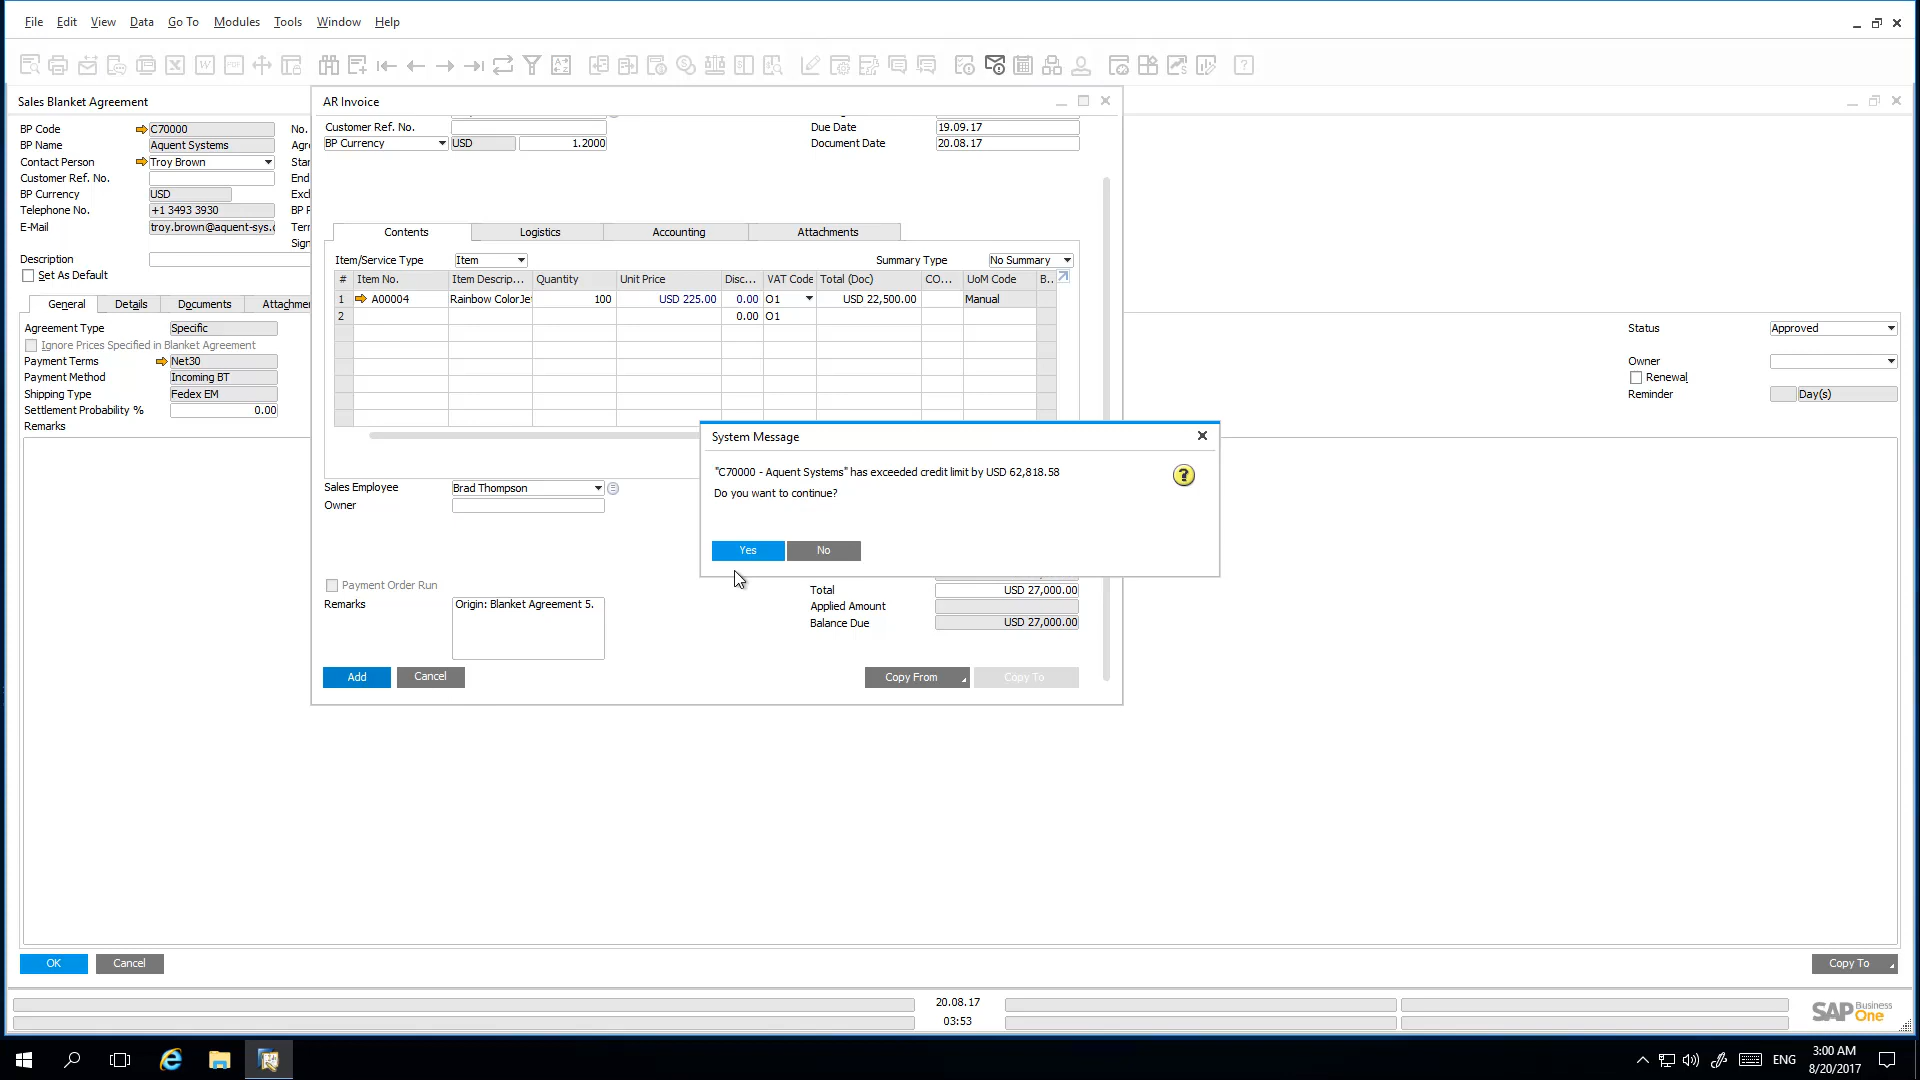 File Edit View Data Go To Modules Tools Window Help
Sales Blanket Agreement
BP Code C70000 No.
BP Name Aquent Systems
Contact Person Troy Brown
Customer Ref. No. End
BP Currency USD
Telephone No. +1 3493 3930 BP
E-Mail troy.brown@aquent-sys.
Description
Set As Default
General Details Documents
Agreement Type Specific
Ignore Prices Specified in Blanket Agreement
Payment Terms Net30
Payment Method Incoming BT
Shipping Type Fedex EM
Settlement Probability % 0.00
Remarks
AR Invoice
Customer Ref. No. Due Date 19.09.17
BP Currency USD 1.2000 Document Date 20.08.17
Contents Logistics Accounting Attachments
Item/Service Type Item Summary Type No Summary
# Item No. Item Descrip... Quantity Unit Price Disc... VAT Code Total (Doc) CO... UoM Code B..
1 A00004 Rainbow ColorJe 100 USD 225.00 0.00 O1 USD 22,500.00 Manual
2 0.00 O1
Sales Employee Brad Thompson
Owner
Payment Order Run
Remarks Origin: Blanket Agreement 5.
Total USD 27,000.00
Applied Amount
Balance Due USD 27,000.00
Add Cancel Copy From Copy To
System Message
"C70000 - Aquent Systems" has exceeded credit limit by USD 62,818.58
Do you want to continue?
Yes No
Status Approved
Owner
Renewal
Reminder Day(s)
OK Cancel Copy To
20.08.17
03:53
SAP Business One
ENG
3:00 AM
8/20/2017